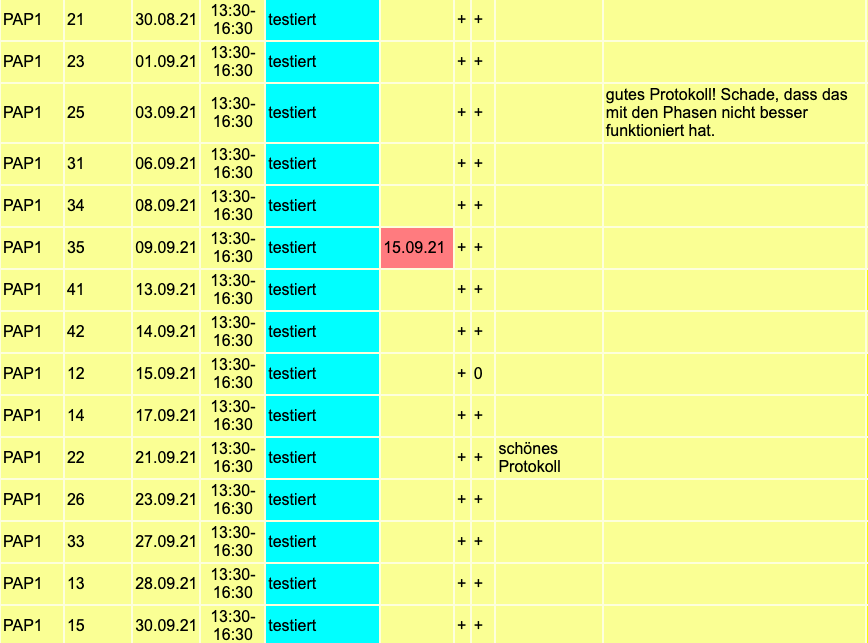 PAP1 21 30.08.21 13:30-16:30 testiert + +
PAP1 23 01.09.21 13:30-16:30 testiert + +
PAP1 25 03.09.21 13:30-16:30 testiert + + gutes Protokoll! Schade, dass das mit den Phasen nicht besser funktioniert hat.
PAP1 31 06.09.21 13:30-16:30 testiert + +
PAP1 34 08.09.21 13:30-16:30 testiert + +
PAP1 35 09.09.21 13:30-16:30 testiert 15.09.21 + +
PAP1 41 13.09.21 13:30-16:30 testiert + +
PAP1 42 14.09.21 13:30-16:30 testiert + +
PAP1 12 15.09.21 13:30-16:30 testiert + 0
PAP1 14 17.09.21 13:30-16:30 testiert + +
PAP1 22 21.09.21 13:30-16:30 testiert + + schönes Protokoll
PAP1 26 23.09.21 13:30-16:30 testiert + +
PAP1 33 27.09.21 13:30-16:30 testiert + +
PAP1 13 28.09.21 13:30-16:30 testiert + +
PAP1 15 30.09.21 13:30-16:30 testiert + +